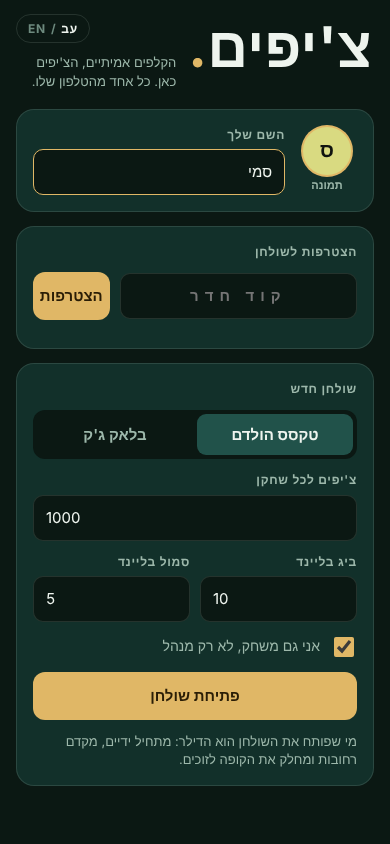 צ'יפים.
עב / EN
הקלפים אמיתיים, הצ'יפים
כאן. כל אחד מהטלפון שלו.
ס
תמונה
השם שלך
סמי
הצטרפות לשולחן
קוד חדר
הצטרפות
שולחן חדש
טקסס הולדם
בלאק ג'ק
צ'יפים לכל שחקן
1000
ביג בליינד
סמול בליינד
10
5
אני גם משחק, לא רק מנהל
פתיחת שולחן
מי שפותח את השולחן הוא הדילר: מתחיל ידיים, מקדם
רחובות ומחלק את הקופה לזוכים.